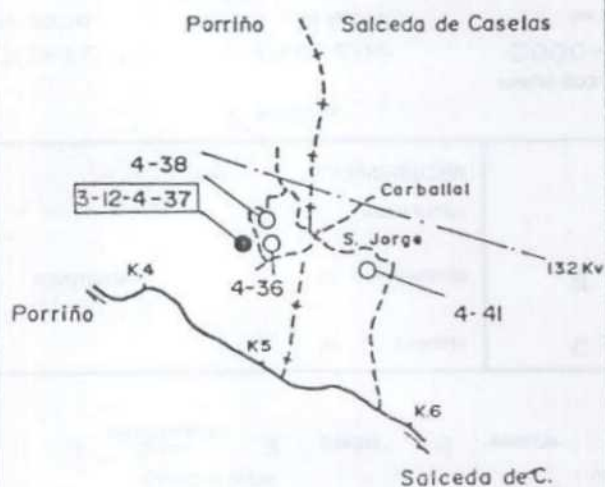 Porriño Salceda de Caselas
4-38
Carballal
3-12-4-37
S. Jorge
132 Kv
4-36
K.4
4-41
Porriño
K5
K.6
Salceda de C.